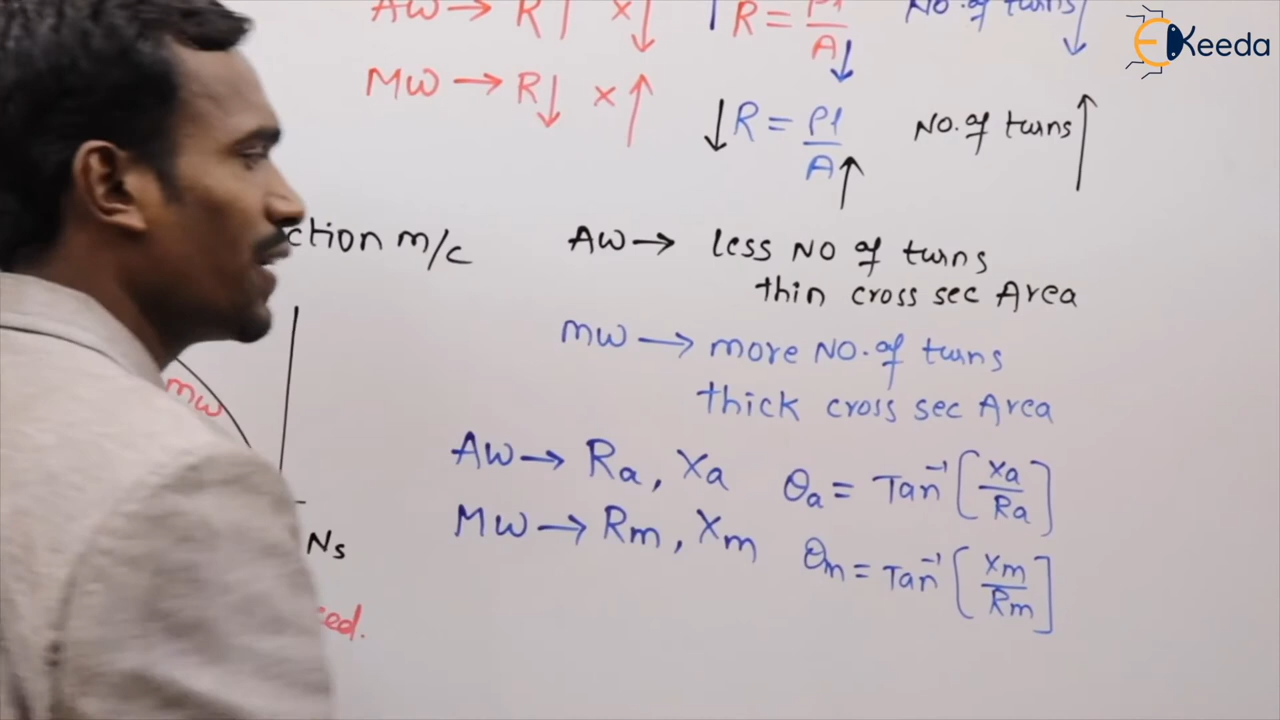 AW → R↑ X↓ ↑R = ρl/A↓ No. of turns↓
Keeda
MW → R↓ X↑ ↓R = ρl/A↑ No. of turns↑
ction m/c
AW → less No of turns
thin cross sec Area
MW → more No. of turns
thick cross sec Area
MW
AW → Ra, Xa θa = Tan⁻¹[Xa/Ra]
MW → Rm, Xm θm = Tan⁻¹[Xm/Rm]
Ns